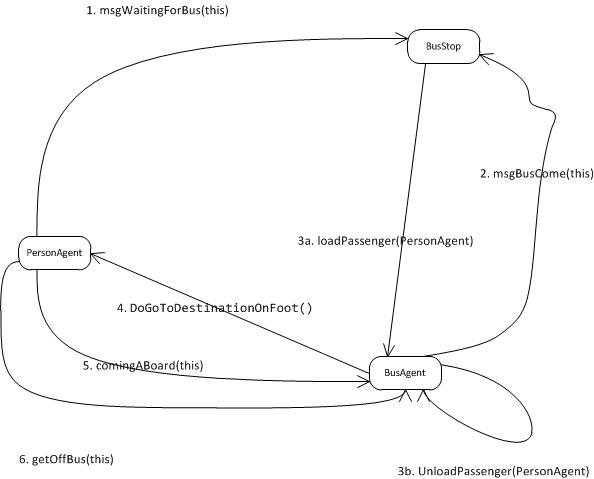 1. msgWaitingForBus(this)
BusStop
2. msgBusCome(this)
3a. loadPassenger(PersonAgent)
PersonAgent
4. DoGoToDestinationOnFoot()
5. comingABoard(this)
BusAgent
6. getOffBus(this)
3b. UnloadPassenger(PersonAgent)